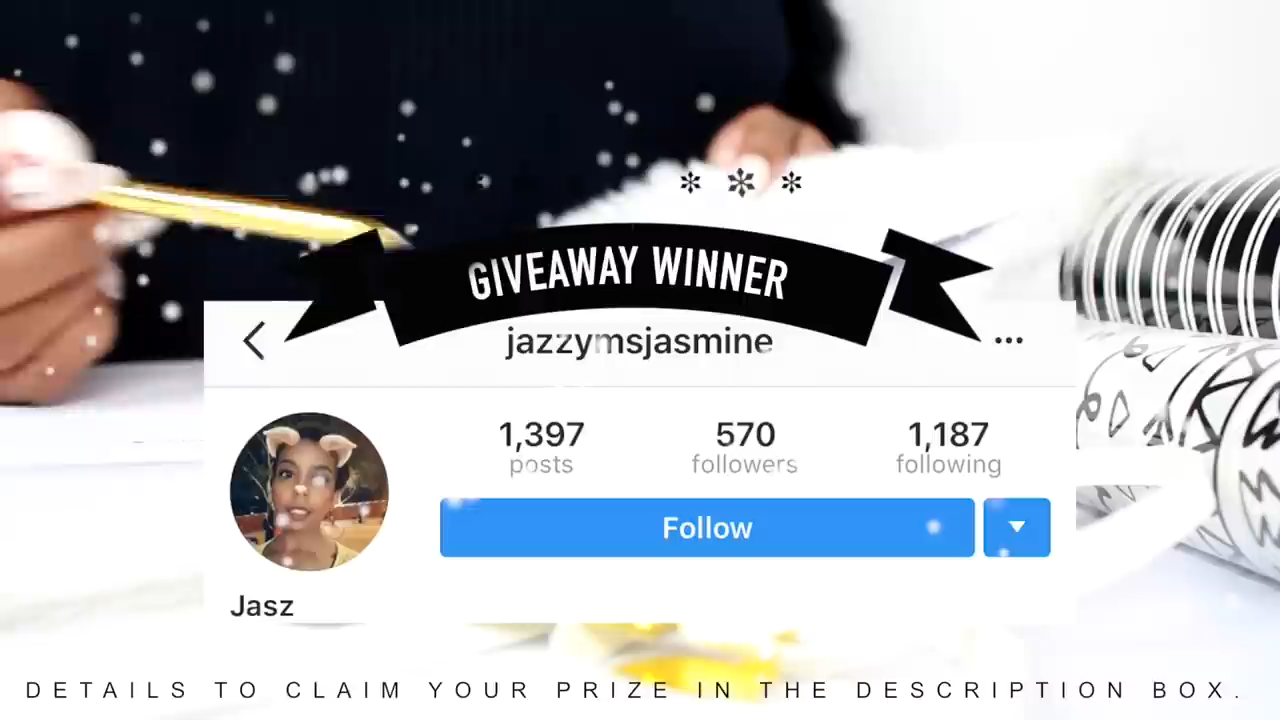 GIVEAWAY WINNER
jazzymsjasmine
1,397 570 1,187
posts followers following
Follow
Jasz
DETAILS TO CLAIM YOUR PRIZE IN THE DESCRIPTION BOX.